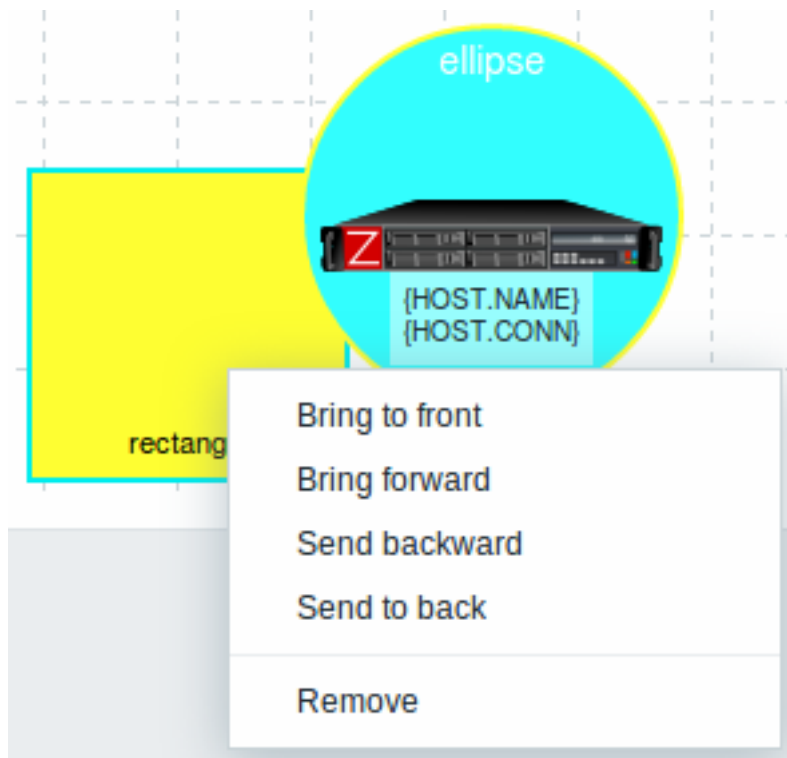 ellipse
Z
{HOST.NAME}
{HOST.CONN}
rectang
Bring to front
Bring forward
Send backward
Send to back
Remove